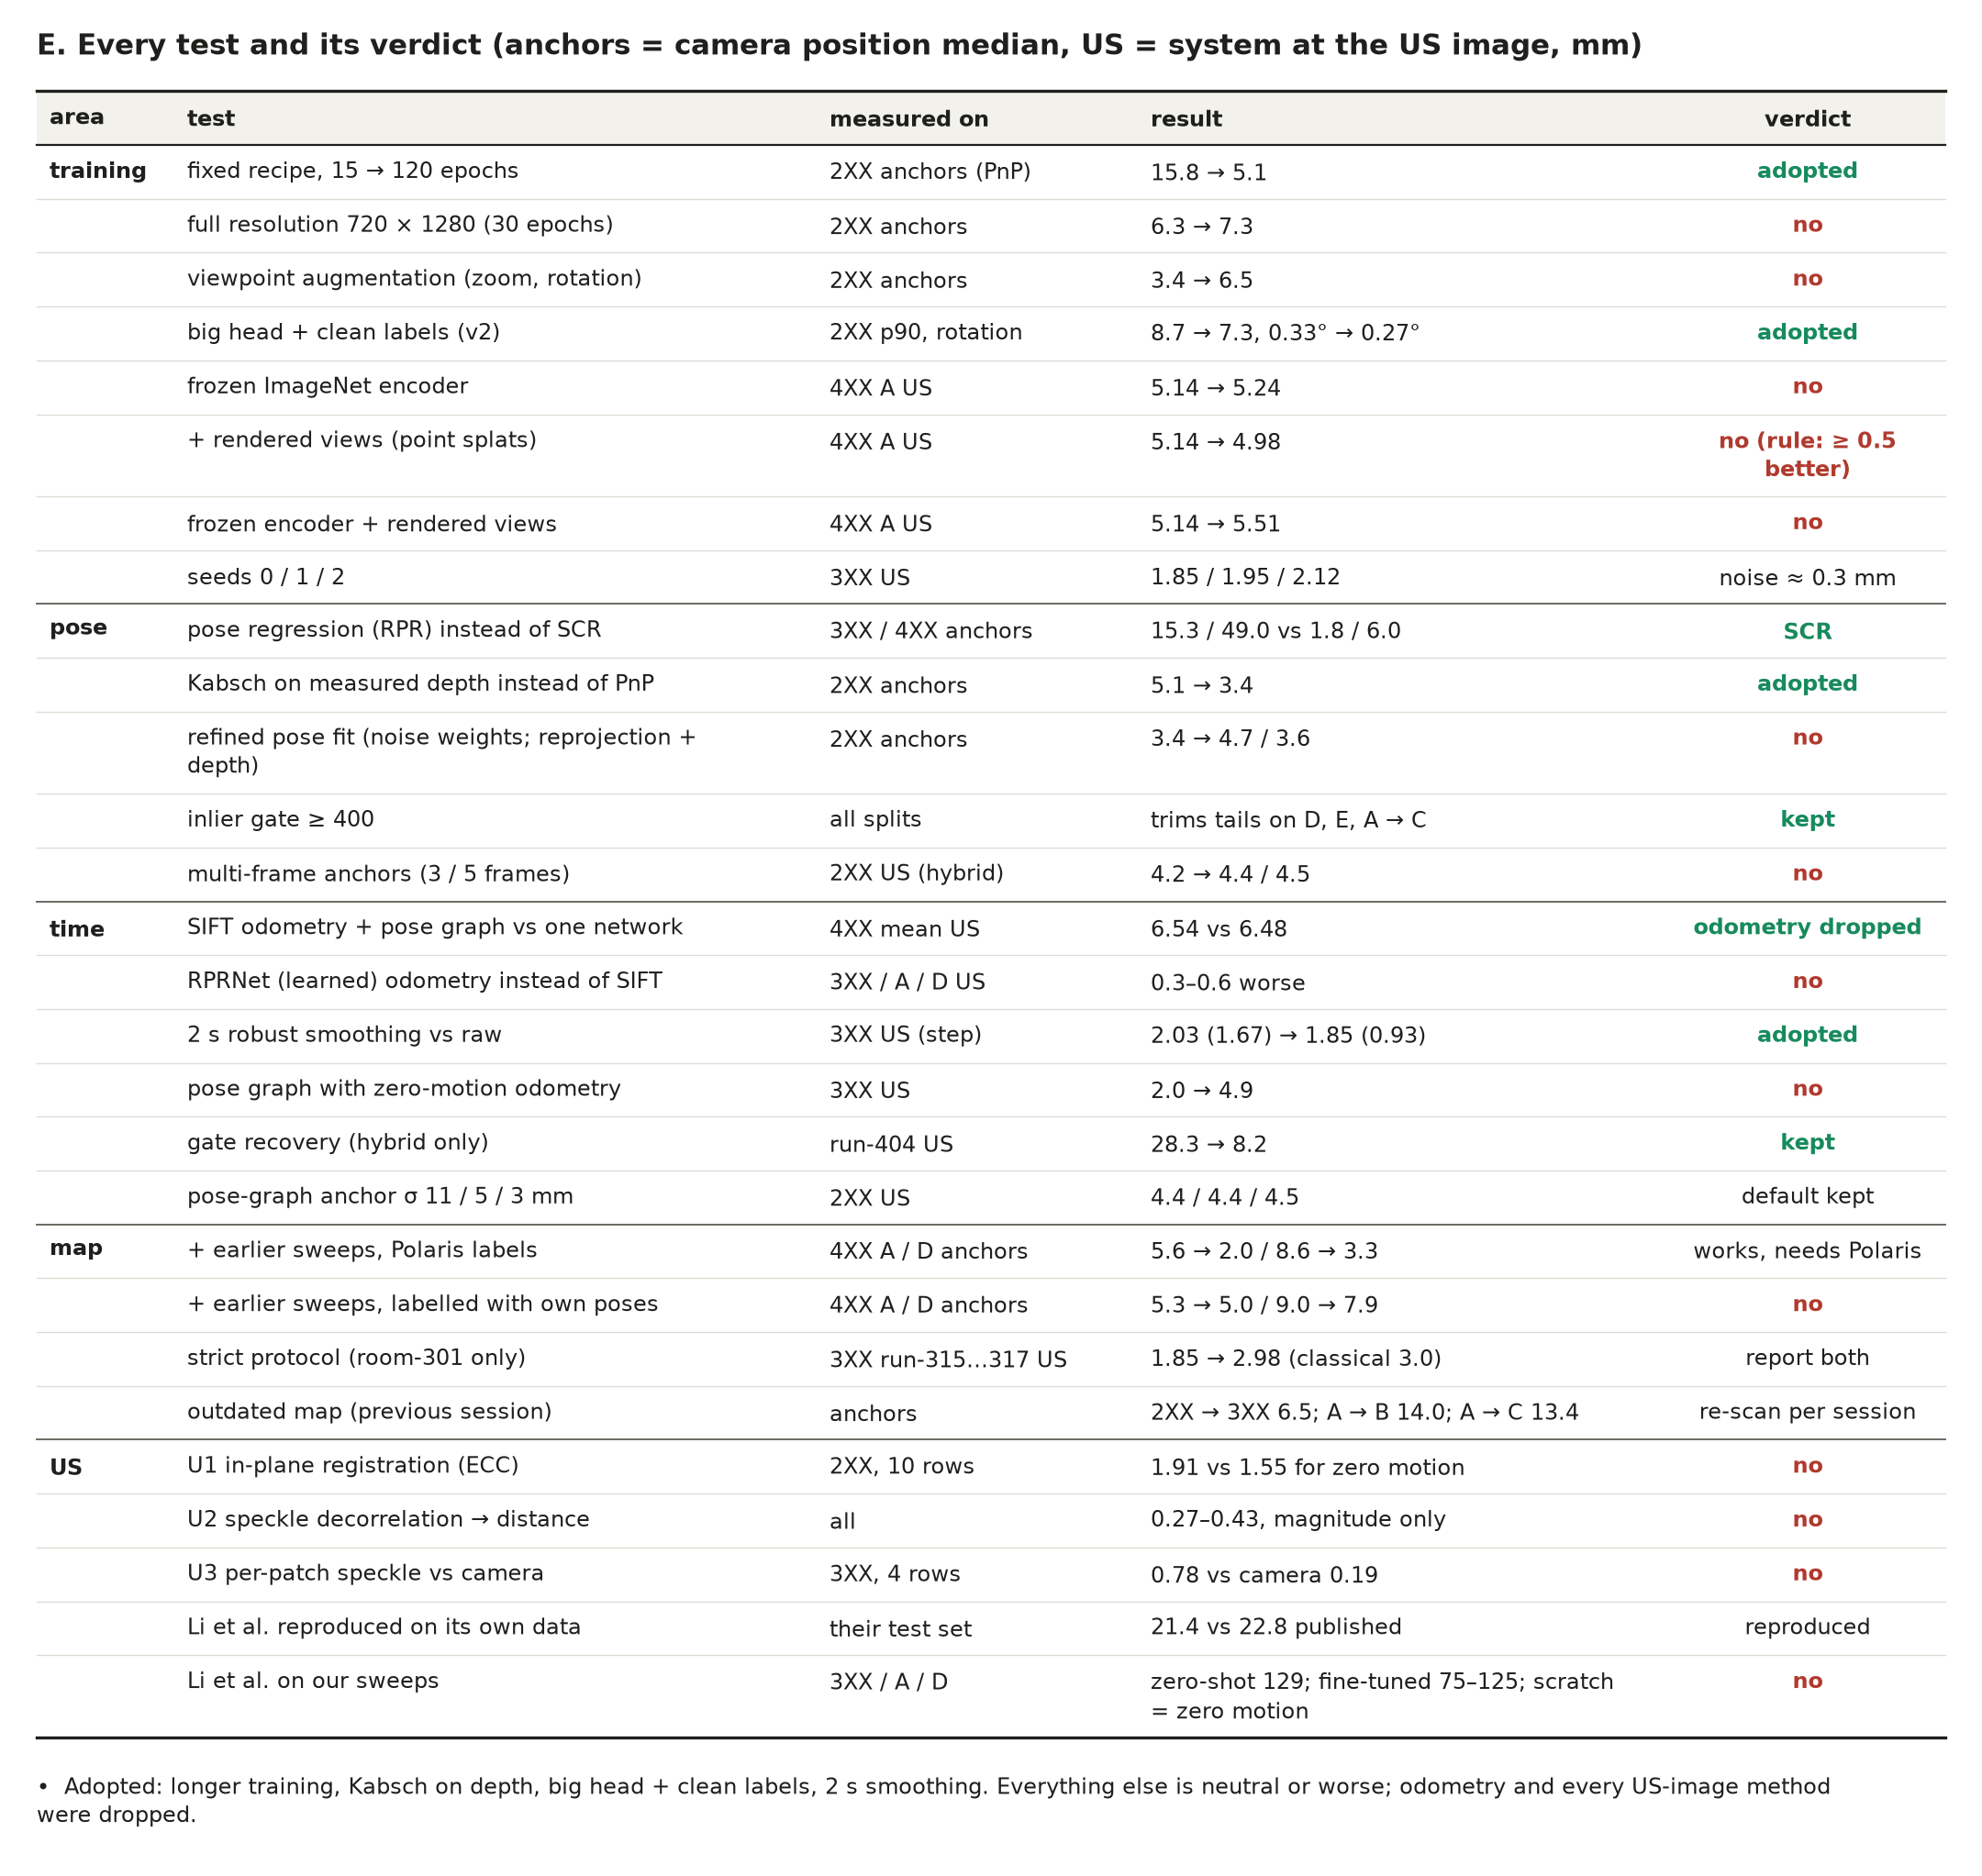 E. Every test and its verdict (anchors = camera position median, US = system at the US image, mm)
area test measured on result verdict
training fixed recipe, 15 → 120 epochs 2XX anchors (PnP) 15.8 → 5.1 adopted
full resolution 720 × 1280 (30 epochs) 2XX anchors 6.3 → 7.3 no
viewpoint augmentation (zoom, rotation) 2XX anchors 3.4 → 6.5 no
big head + clean labels (v2) 2XX p90, rotation 8.7 → 7.3, 0.33° → 0.27° adopted
frozen ImageNet encoder 4XX A US 5.14 → 5.24 no
+ rendered views (point splats) 4XX A US 5.14 → 4.98 no (rule: ≥ 0.5
better)
frozen encoder + rendered views 4XX A US 5.14 → 5.51 no
seeds 0 / 1 / 2 3XX US 1.85 / 1.95 / 2.12 noise ≈ 0.3 mm
pose pose regression (RPR) instead of SCR 3XX / 4XX anchors 15.3 / 49.0 vs 1.8 / 6.0 SCR
Kabsch on measured depth instead of PnP 2XX anchors 5.1 → 3.4 adopted
refined pose fit (noise weights; reprojection + 2XX anchors 3.4 → 4.7 / 3.6 no
depth)
inlier gate ≥ 400 all splits trims tails on D, E, A → C kept
multi-frame anchors (3 / 5 frames) 2XX US (hybrid) 4.2 → 4.4 / 4.5 no
time SIFT odometry + pose graph vs one network 4XX mean US 6.54 vs 6.48 odometry dropped
RPRNet (learned) odometry instead of SIFT 3XX / A / D US 0.3–0.6 worse no
2 s robust smoothing vs raw 3XX US (step) 2.03 (1.67) → 1.85 (0.93) adopted
pose graph with zero-motion odometry 3XX US 2.0 → 4.9 no
gate recovery (hybrid only) run-404 US 28.3 → 8.2 kept
pose-graph anchor σ 11 / 5 / 3 mm 2XX US 4.4 / 4.4 / 4.5 default kept
map + earlier sweeps, Polaris labels 4XX A / D anchors 5.6 → 2.0 / 8.6 → 3.3 works, needs Polaris
+ earlier sweeps, labelled with own poses 4XX A / D anchors 5.3 → 5.0 / 9.0 → 7.9 no
strict protocol (room-301 only) 3XX run-315…317 US 1.85 → 2.98 (classical 3.0) report both
outdated map (previous session) anchors 2XX → 3XX 6.5; A → B 14.0; A → C 13.4 re-scan per session
US U1 in-plane registration (ECC) 2XX, 10 rows 1.91 vs 1.55 for zero motion no
U2 speckle decorrelation → distance all 0.27–0.43, magnitude only no
U3 per-patch speckle vs camera 3XX, 4 rows 0.78 vs camera 0.19 no
Li et al. reproduced on its own data their test set 21.4 vs 22.8 published reproduced
Li et al. on our sweeps 3XX / A / D zero-shot 129; fine-tuned 75–125; scratch no
= zero motion
• Adopted: longer training, Kabsch on depth, big head + clean labels, 2 s smoothing. Everything else is neutral or worse; odometry and every US-image method
were dropped.